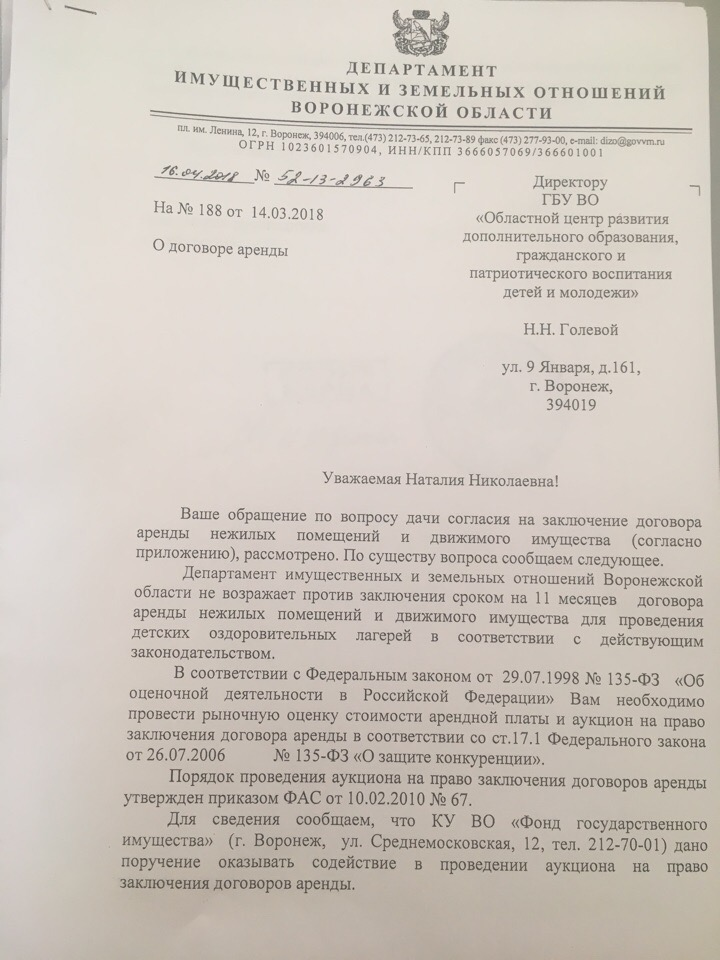 ДЕПАРТАМЕНТ
ИМУЩЕСТВЕННЫХ И ЗЕМЕЛЬНЫХ ОТНОШЕНИЙ
ВОРОНЕЖСКОЙ ОБЛАСТИ
пл. им. Ленина, 12, г. Воронеж, 394006, тел.(473) 212-73-65, 212-73-89 факс (473) 277-93-00, e-mail: dizo@govvrn.ru
ОГРН 1023601570904, ИНН/КПП 3666057069/366601001
16.04.2018 № 52-13-2963
На № 188 от 14.03.2018
О договоре аренды
Директору
ГБУ ВО
«Областной центр развития
дополнительного образования,
гражданского и
патриотического воспитания
детей и молодежи»
Н.Н. Голевой
ул. 9 Января, д.161,
г. Воронеж,
394019
Уважаемая Наталия Николаевна!
Ваше обращение по вопросу дачи согласия на заключение договора
аренды нежилых помещений и движимого имущества (согласно
приложению), рассмотрено. По существу вопроса сообщаем следующее.
Департамент имущественных и земельных отношений Воронежской
области не возражает против заключения сроком на 11 месяцев договора
аренды нежилых помещений и движимого имущества для проведения
детских оздоровительных лагерей в соответствии с действующим
законодательством.
В соответствии с Федеральным законом от 29.07.1998 № 135-ФЗ «Об
оценочной деятельности в Российской Федерации» Вам необходимо
провести рыночную оценку стоимости арендной платы и аукцион на право
заключения договора аренды в соответствии со ст.17.1 Федерального закона
от 26.07.2006 № 135-ФЗ «О защите конкуренции».
Порядок проведения аукциона на право заключения договоров аренды
утвержден приказом ФАС от 10.02.2010 № 67.
Для сведения сообщаем, что КУ ВО «Фонд государственного
имущества» (г. Воронеж, ул. Среднемосковская, 12, тел. 212-70-01) дано
поручение оказывать содействие в проведении аукциона на право
заключения договоров аренды.